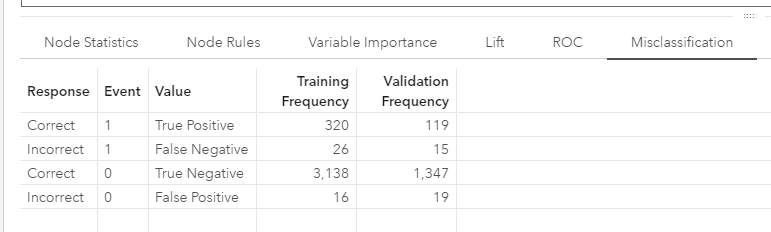 Node Statistics Node Rules Variable Importance Lift ROC Misclassification
Response Event Value Training Frequency Validation Frequency
Correct 1 True Positive 320 119
Incorrect 1 False Negative 26 15
Correct 0 True Negative 3,138 1,347
Incorrect 0 False Positive 16 19